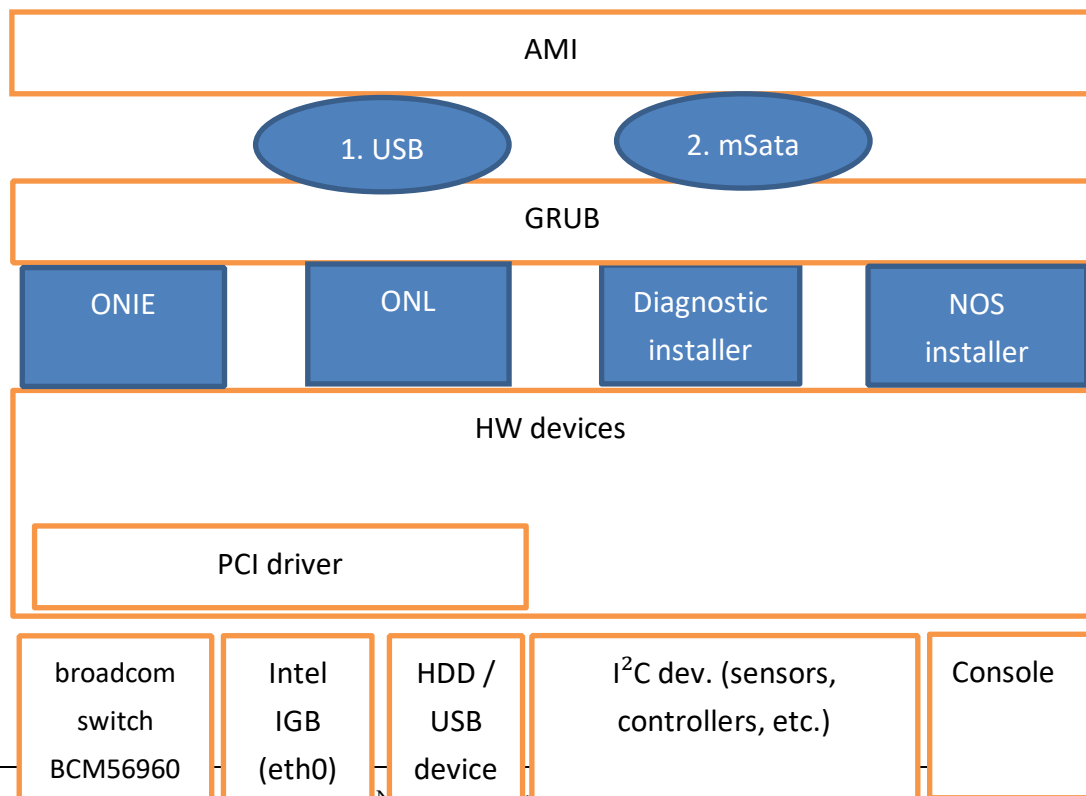 AMI
1. USB
2. mSata
GRUB
ONIE
ONL
Diagnostic
installer
NOS
installer
HW devices
PCI driver
broadcom
switch
BCM56960
Intel
IGB
(eth0)
HDD /
USB
device
I²C dev. (sensors,
controllers, etc.)
Console